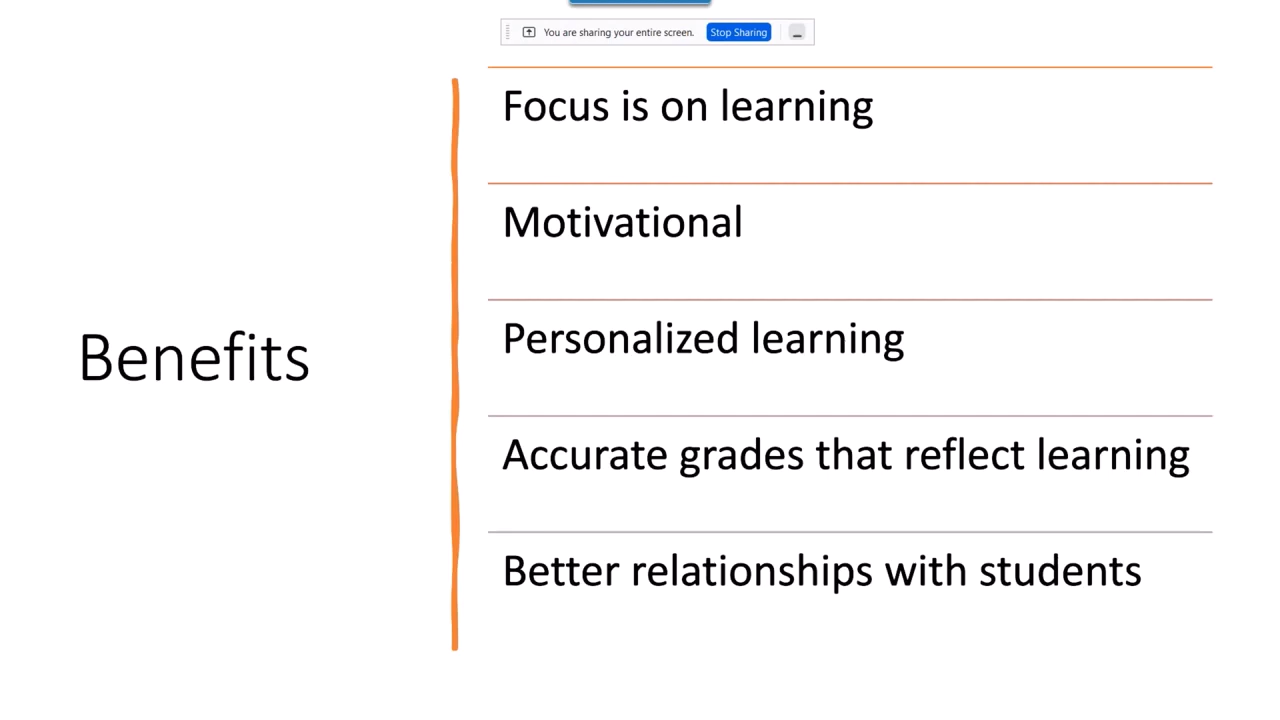 You are sharing your entire screen. Stop Sharing
Focus is on learning
Motivational
Personalized learning
Benefits
Accurate grades that reflect learning
Better relationships with students